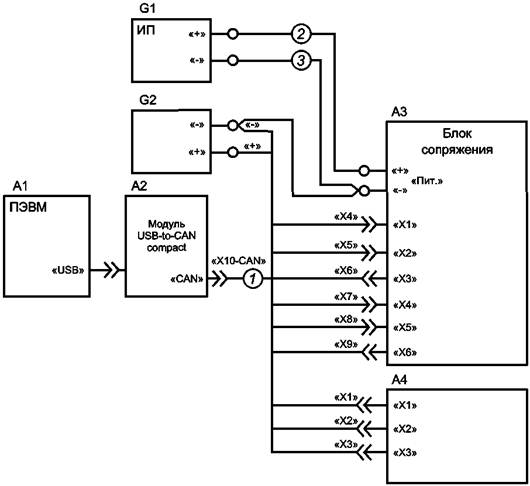 G1
ИП
«+»
2
«-»
3
G2
«-»
«-»
«+»
«+»
A3
Блок
сопряжения
«+»
«Пит.»
«-»
A1
ПЭВМ
«USB»
A2
Модуль
USB-to-CAN
compact
«CAN»
«X10-CAN»
1
«X4»
«X1»
«X5»
«X2»
«X6»
«X3»
«X7»
«X4»
«X8»
«X5»
«X9»
«X6»
A4
«X1»
«X1»
«X2»
«X2»
«X3»
«X3»